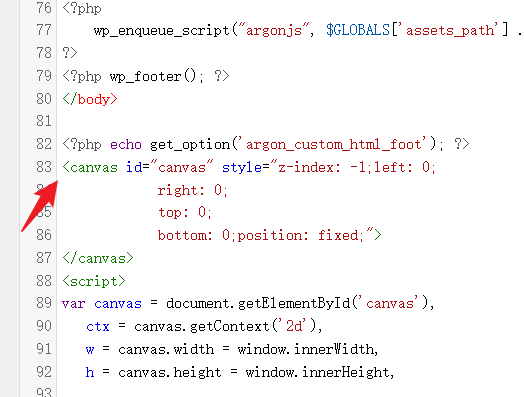 76 <?php
77 wp_enqueue_script("argonjs", $GLOBALS['assets_path'] .
78 ?>
79 <?php wp_footer(); ?>
80 </body>
81
82 <?php echo get_option('argon_custom_html_foot'); ?>
83 <canvas id="canvas" style="z-index: -1;left: 0;
right: 0;
85 top: 0;
86 bottom: 0;position: fixed;">
87 </canvas>
88 <script>
89 var canvas = document.getElementById('canvas'),
90 ctx = canvas.getContext('2d'),
91 w = canvas.width = window.innerWidth,
92 h = canvas.height = window.innerHeight,
93